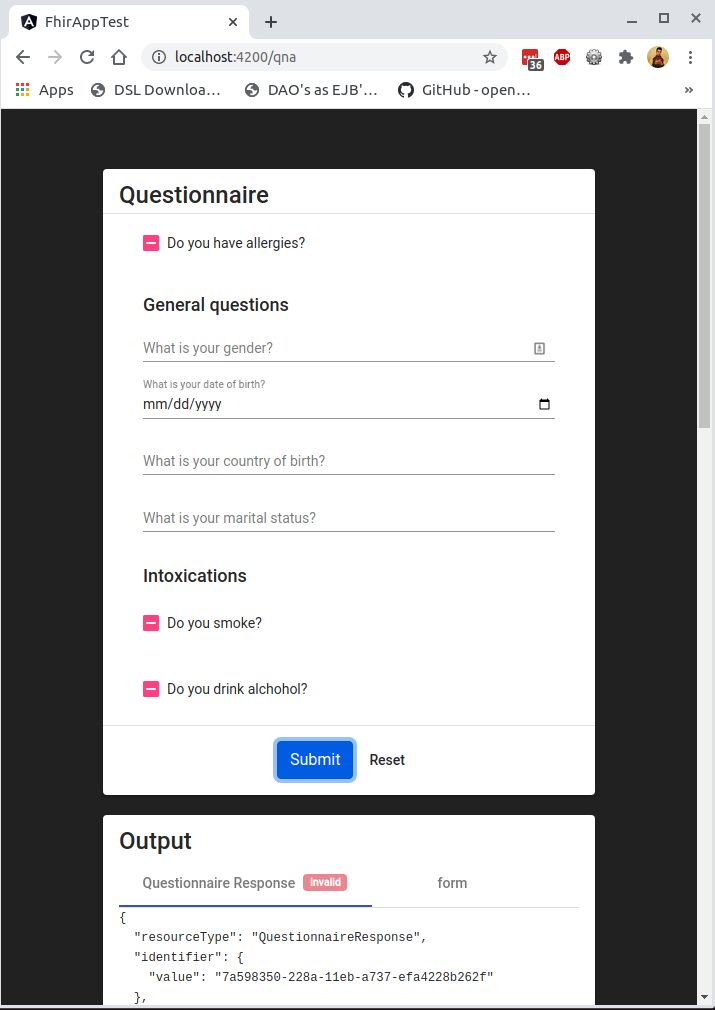 FhirAppTest
localhost:4200/qna
36
ABP
Apps
DSL Downloa…
DAO's as EJB'…
GitHub - open…
»
Questionnaire
Do you have allergies?
General questions
What is your gender?
What is your date of birth?
mm/dd/yyyy
What is your country of birth?
What is your marital status?
Intoxications
Do you smoke?
Do you drink alchohol?
Submit Reset
Output
Questionnaire Response invalid form
{
"resourceType": "QuestionnaireResponse",
"identifier": {
"value": "7a598350-228a-11eb-a737-efa4228b262f"
},